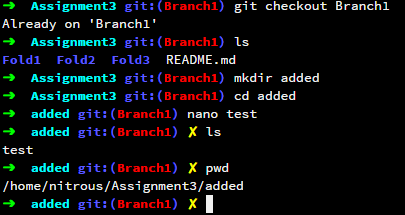 ➜ Assignment3 git:(Branch1) git checkout Branch1
Already on 'Branch1'
➜ Assignment3 git:(Branch1) ls
Fold1 Fold2 Fold3 README.md
➜ Assignment3 git:(Branch1) mkdir added
➜ Assignment3 git:(Branch1) cd added
➜ added git:(Branch1) nano test
➜ added git:(Branch1) ✗ ls
test
➜ added git:(Branch1) ✗ pwd
/home/nitrous/Assignment3/added
➜ added git:(Branch1) ✗